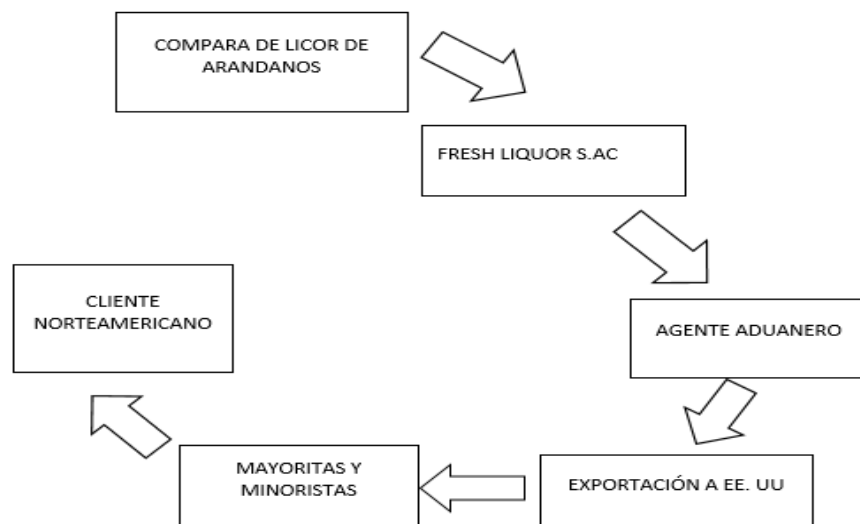 COMPARA DE LICOR DE
ARANDANOS
FRESH LIQUOR S.AC
AGENTE ADUANERO
EXPORTACIÓN A EE. UU
MAYORITAS Y
MINORISTAS
CLIENTE
NORTEAMERICANO